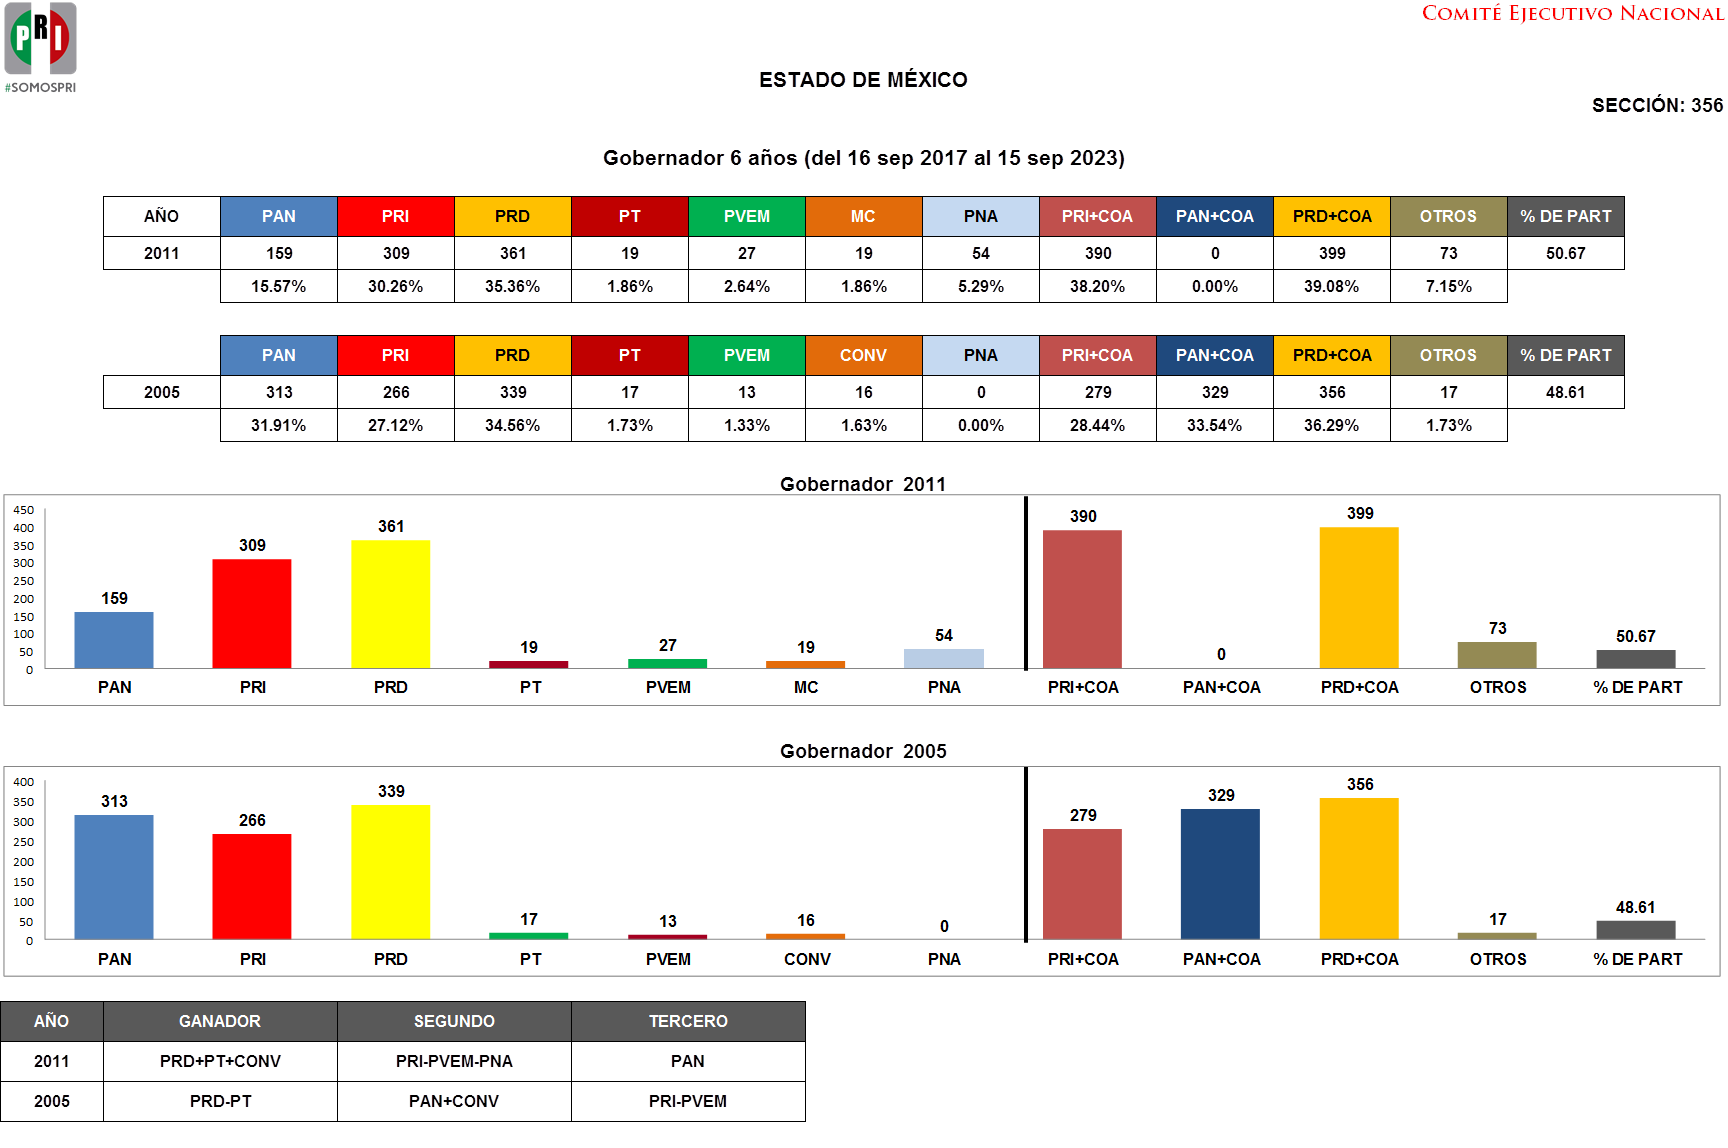 PRI
#SOMOSPRI
COMITÉ EJECUTIVO NACIONAL
ESTADO DE MÉXICO
SECCIÓN: 356
Gobernador 6 años (del 16 sep 2017 al 15 sep 2023)
AÑO PAN PRI PRD PT PVEM MC PNA PRI+COA PAN+COA PRD+COA OTROS % DE PART
2011 159 309 361 19 27 19 54 390 0 399 73 50.67
15.57% 30.26% 35.36% 1.86% 2.64% 1.86% 5.29% 38.20% 0.00% 39.08% 7.15%
PAN PRI PRD PT PVEM CONV PNA PRI+COA PAN+COA PRD+COA OTROS % DE PART
2005 313 266 339 17 13 16 0 279 329 356 17 48.61
31.91% 27.12% 34.56% 1.73% 1.33% 1.63% 0.00% 28.44% 33.54% 36.29% 1.73%
Gobernador 2011
450
400
350
300
250
200
150
100
50
0
159 309 361 19 27 19 54 390 0 399 73 50.67
PAN PRI PRD PT PVEM MC PNA PRI+COA PAN+COA PRD+COA OTROS % DE PART
Gobernador 2005
400
350
300
250
200
150
100
50
0
313 266 339 17 13 16 0 279 329 356 17 48.61
PAN PRI PRD PT PVEM CONV PNA PRI+COA PAN+COA PRD+COA OTROS % DE PART
AÑO GANADOR SEGUNDO TERCERO
2011 PRD+PT+CONV PRI-PVEM-PNA PAN
2005 PRD-PT PAN+CONV PRI-PVEM